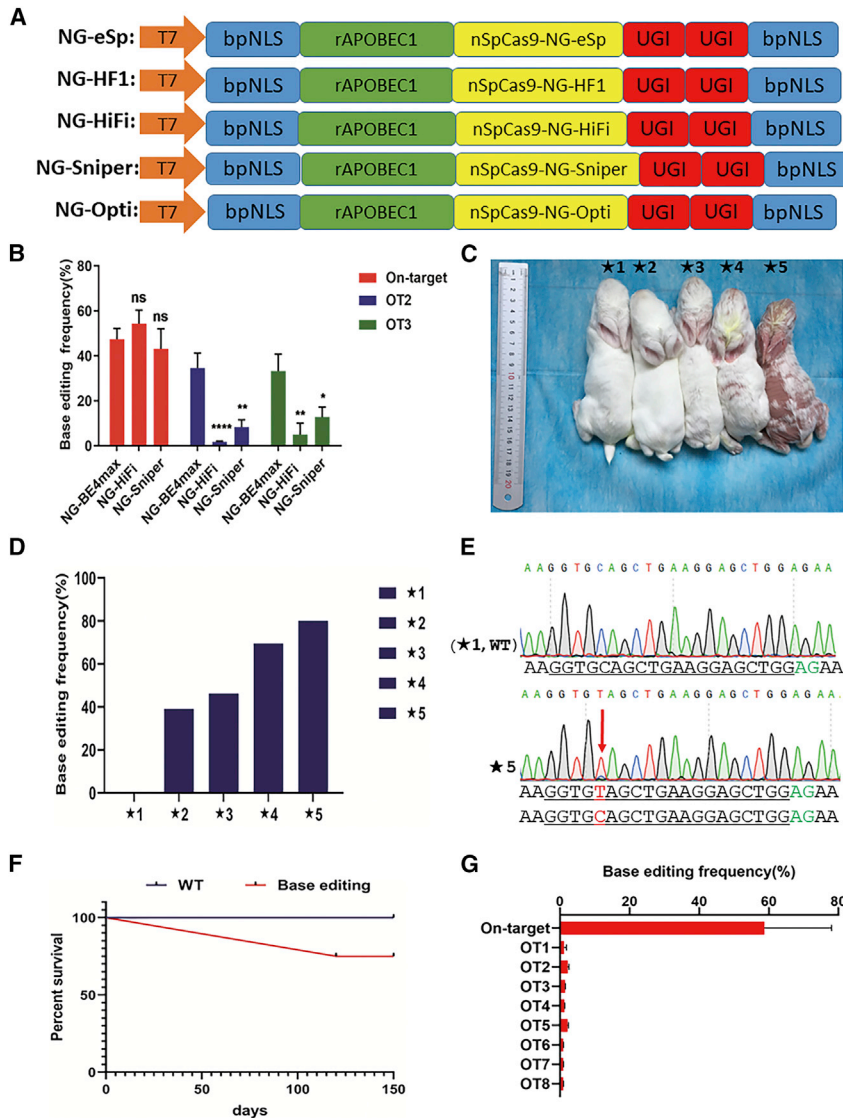 A
NG-eSp: T7 bpNLS rAPOBEC1 nSpCas9-NG-eSp UGI UGI bpNLS
NG-HF1: T7 bpNLS rAPOBEC1 nSpCas9-NG-HF1 UGI UGI bpNLS
NG-HiFi: T7 bpNLS rAPOBEC1 nSpCas9-NG-HiFi UGI UGI bpNLS
NG-Sniper: T7 bpNLS rAPOBEC1 nSpCas9-NG-Sniper UGI UGI bpNLS
NG-Opti: T7 bpNLS rAPOBEC1 nSpCas9-NG-Opti UGI UGI bpNLS
B
Base editing frequency(%)
80
60
40
20
0
ns
ns
****
**
**
*
On-target
OT2
OT3
NG-BE4max
NG-HiFi
NG-Sniper
NG-BE4max
NG-HiFi
NG-Sniper
NG-BE4max
NG-HiFi
NG-Sniper
C
★1 ★2 ★3 ★4 ★5
D
Base editing frequency(%)
100
80
60
40
20
0
★1 ★2 ★3 ★4 ★5
★1
★2
★3
★4
★5
E
A A G G T G C A G C T G A A G G A G C T G G A G A A
(★1, WT)
AAGGTGCAGCTGAAGGAGCTGGAGAA
A A G G T G T A G C T G A A G G A G C T G G A G A A
★5
AAGGTGTAGCTGAAGGAGCTGGAGAA
AAGGTGCAGCTGAAGGAGCTGGAGAA
F
WT
Base editing
Percent survival
100
50
0
0 50 100 150
days
G
Base editing frequency(%)
0 20 40 60 80
On-target
OT1
OT2
OT3
OT4
OT5
OT6
OT7
OT8